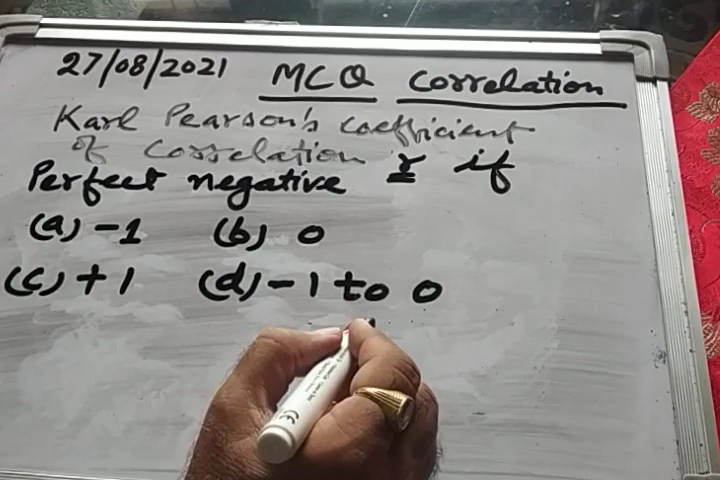 27/08/2021 MCQ Correlation
Karl Pearson's coefficient
of Correlation r if
Perfect negative
(a) -1 (b) 0
(c) +1 (d) -1 to 0
CE